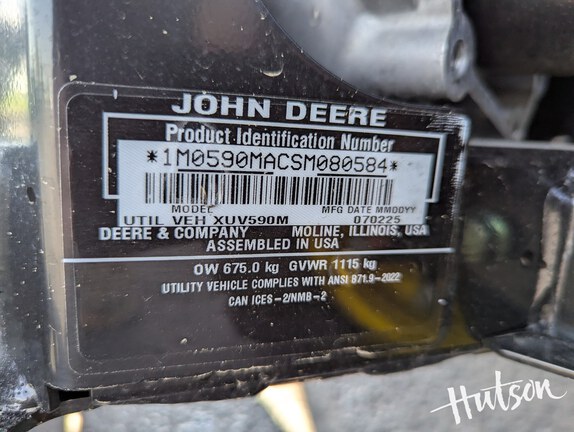 JOHN DEERE
Product Identification Number
*1M0590MACSM080584*
MODEL MFG DATE MMDDYY
UTIL VEH XUV590M 070225
DEERE & COMPANY MOLINE, ILLINOIS, USA
ASSEMBLED IN USA
OW 675.0 kg GVWR 1115 kg
UTILITY VEHICLE COMPLIES WITH ANSI B71.9-2022
CAN ICES-2/NMB-2
Hutson